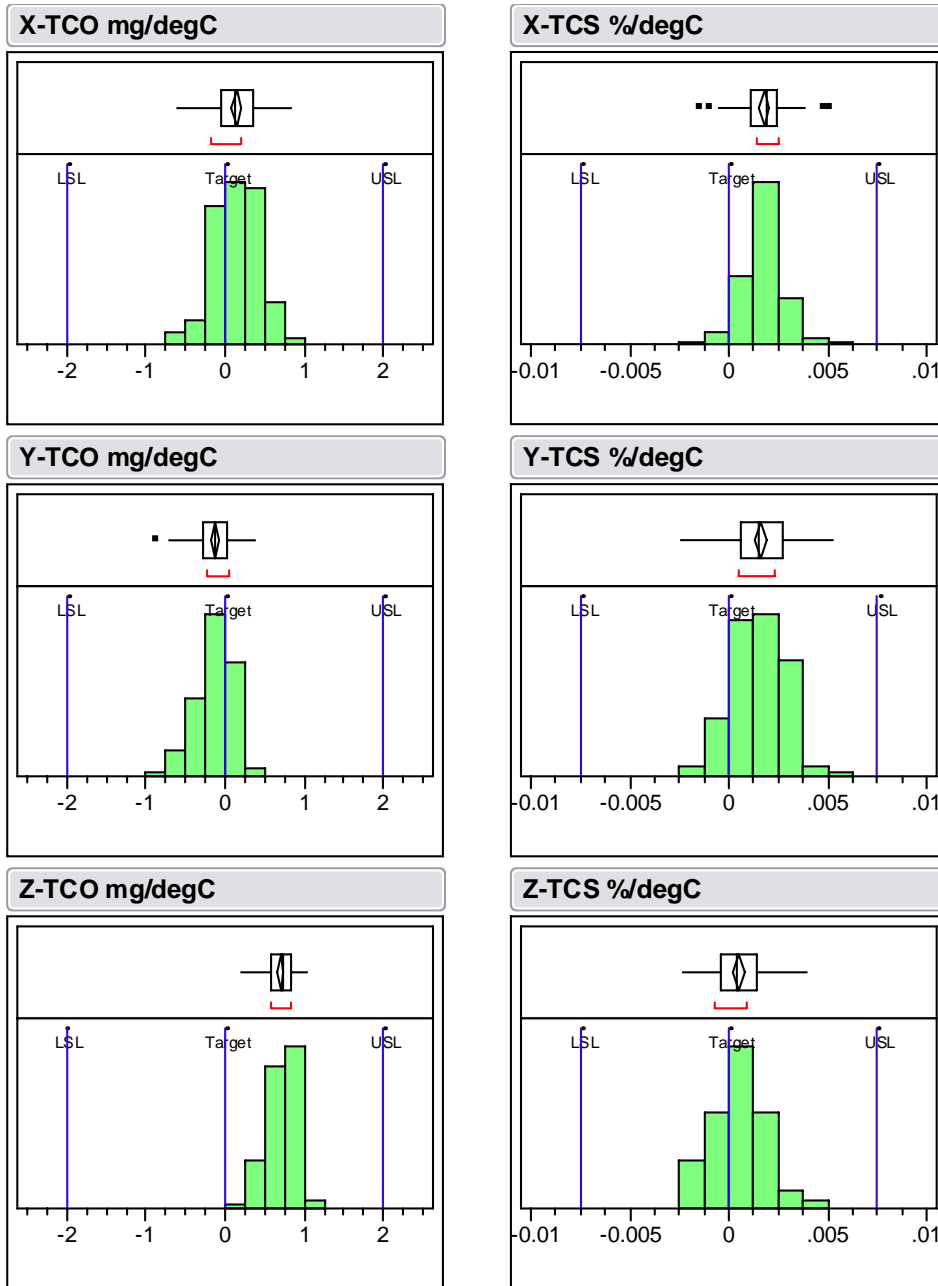 X-TCO mg/degC
LSL Target USL
-2 -1 0 1 2
X-TCS %/degC
LSL Target USL
-0.01 -0.005 0 .005 .01
Y-TCO mg/degC
LSL Target USL
-2 -1 0 1 2
Y-TCS %/degC
LSL Target USL
-0.01 -0.005 0 .005 .01
Z-TCO mg/degC
LSL Target USL
-2 -1 0 1 2
Z-TCS %/degC
LSL Target USL
-0.01 -0.005 0 .005 .01